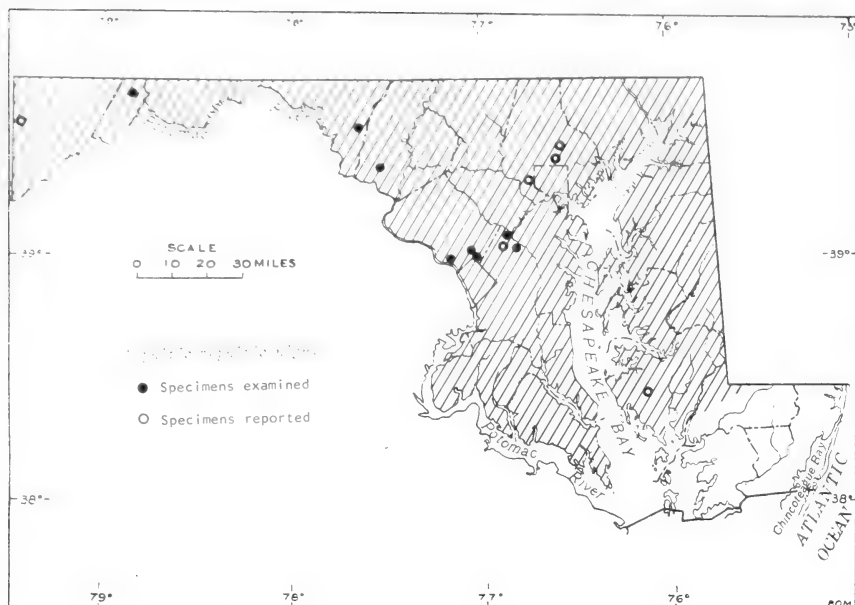 77°
76°
39°
39°
SCALE
0 10 20 30 MILES
CHESAPEAKE BAY
Specimens examined
Specimens reported
Potomac
River
Chincoteague Bay
ATLANTIC
OCEAN
38°
38°
79°
78°
77°
76°